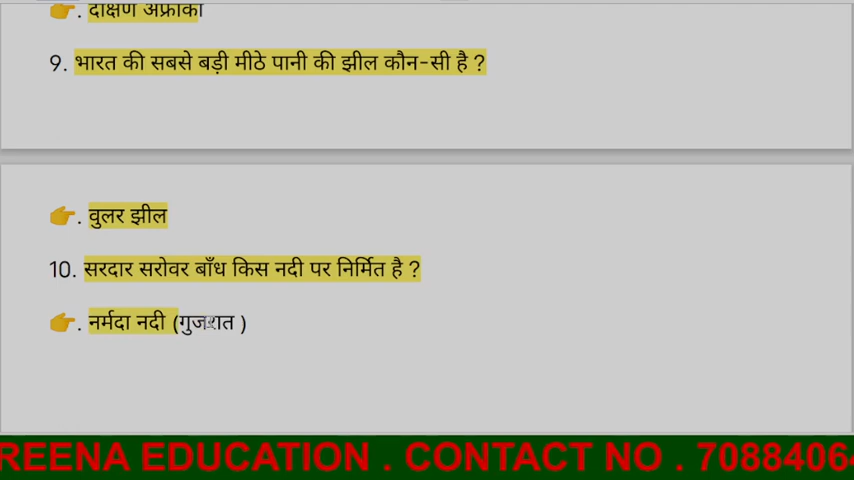 👉. दक्षिण अफ्रीका
9. भारत की सबसे बड़ी मीठे पानी की झील कौन-सी है ?
👉. वुलर झील
10. सरदार सरोवर बाँध किस नदी पर निर्मित है ?
👉. नर्मदा नदी (गुजरात )
REENA EDUCATION . CONTACT NO . 7088406